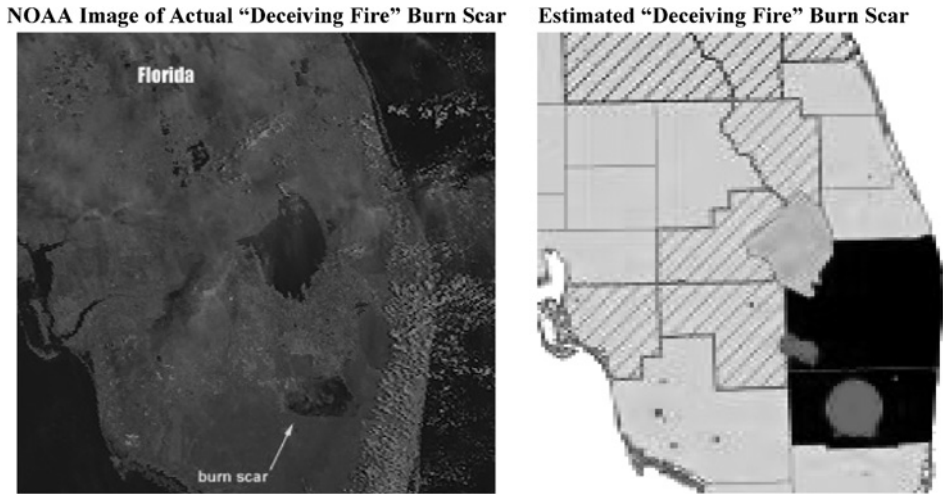 NOAA Image of Actual “Deceiving Fire” Burn Scar
Estimated “Deceiving Fire” Burn Scar
Florida
burn scar